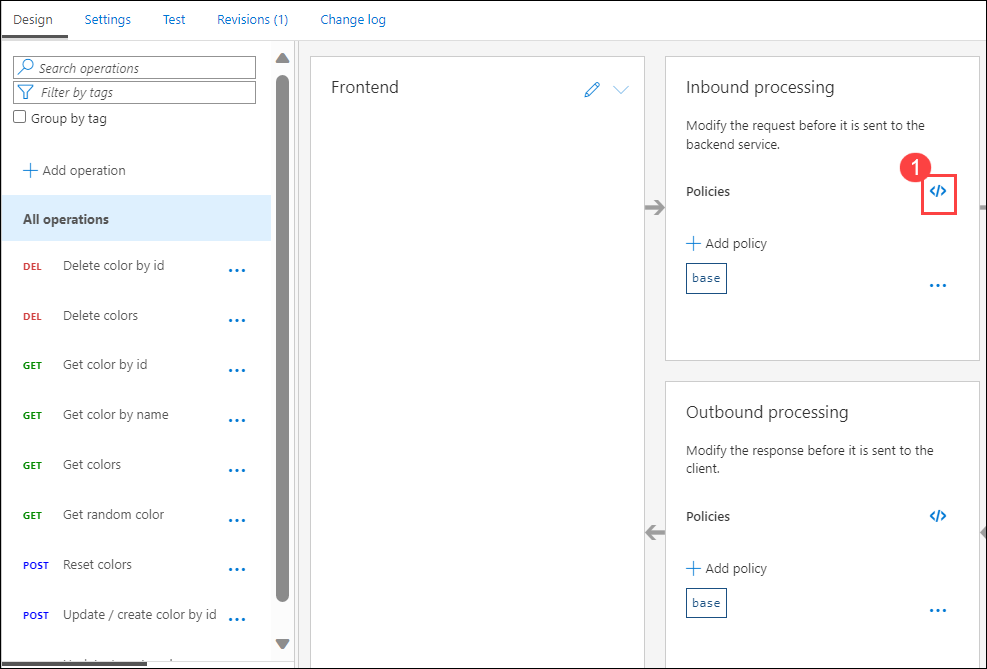 Design Settings Test Revisions (1) Change log
Search operations
Filter by tags
Group by tag
Add operation
All operations
DEL Delete color by id ...
DEL Delete colors ...
GET Get color by id ...
GET Get color by name ...
GET Get colors ...
GET Get random color ...
POST Reset colors ...
POST Update / create color by id ...
Frontend
Inbound processing
Modify the request before it is sent to the
backend service.
1
Policies </>
Add policy
base
...
Outbound processing
Modify the response before it is sent to the
client.
Policies </>
Add policy
base
...